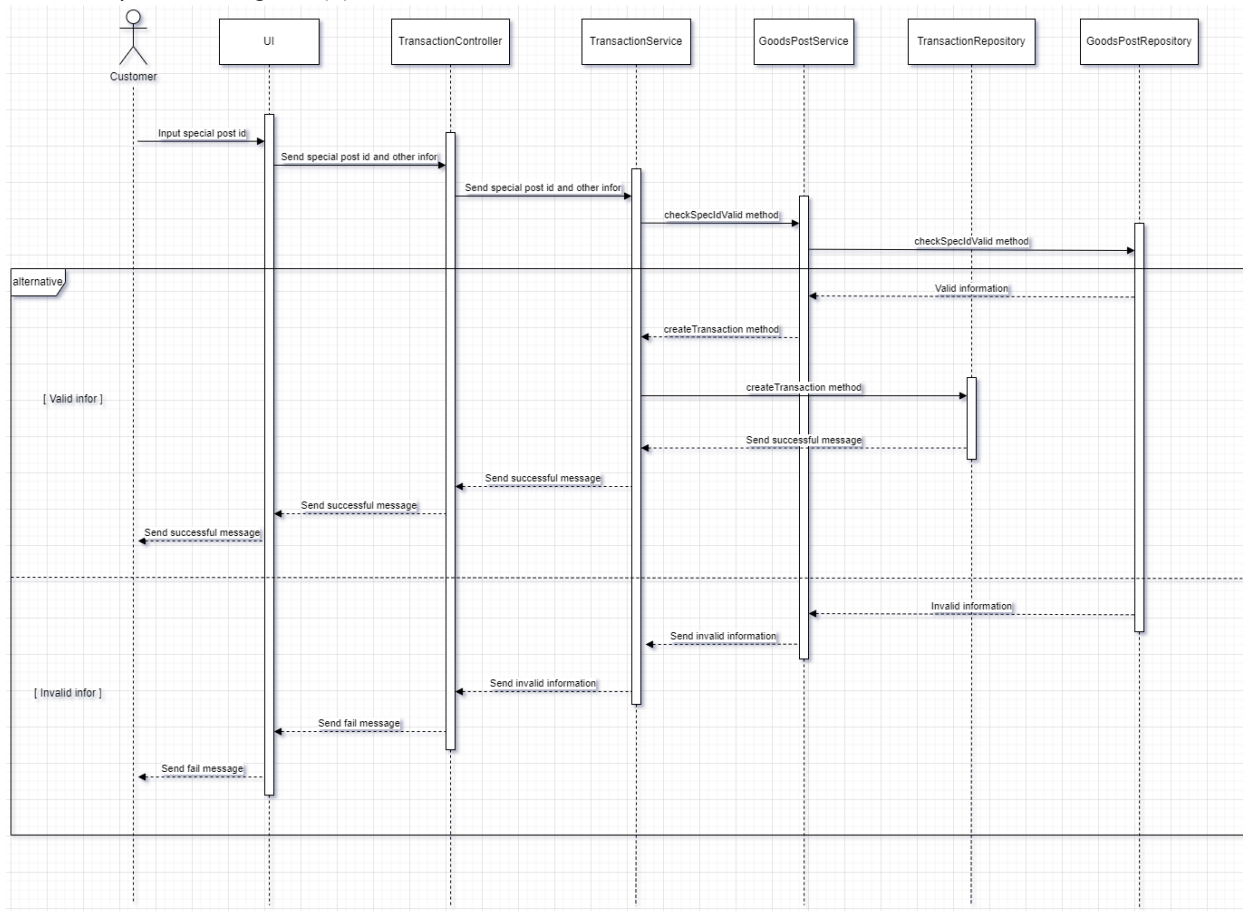 UI
TransactionController
TransactionService
GoodsPostService
TransactionRepository
GoodsPostRepository
Customer
Input special post id
Send special post id and other infor
Send special post id and other infor
checkSpecIdValid method
checkSpecIdValid method
alternative
Valid information
createTransaction method
createTransaction method
[ Valid infor ]
Send successful message
Send successful message
Send successful message
Send successful message
Invalid information
Send invalid information
Send invalid information
[ Invalid infor ]
Send fail message
Send fail message